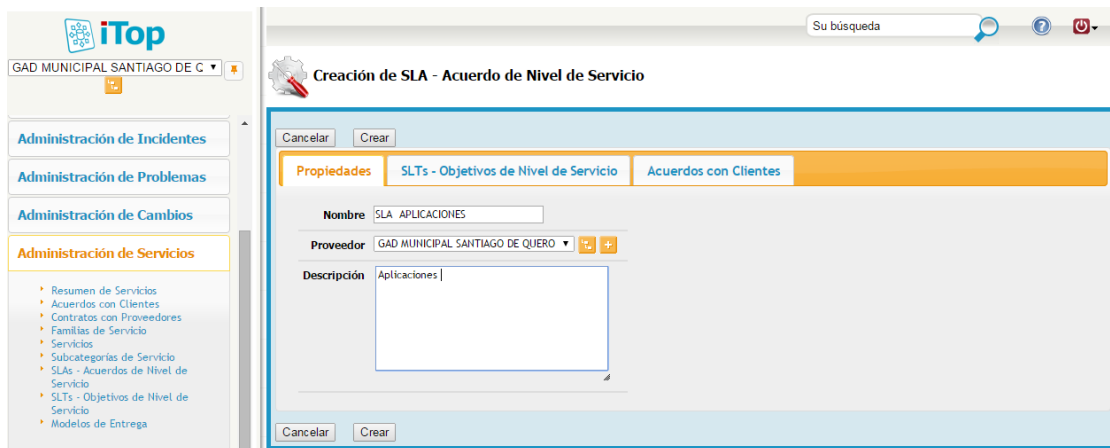 iTop
GAD MUNICIPAL SANTIAGO DE Q
Administración de Incidentes
Administración de Problemas
Administración de Cambios
Administración de Servicios
Resumen de Servicios
Acuerdos con Clientes
Contratos con Proveedores
Familias de Servicio
Servicios
Subcategorías de Servicio
SLAs - Acuerdos de Nivel de
Servicio
SLTs - Objetivos de Nivel de
Servicio
Modelos de Entrega
Su búsqueda
Creación de SLA - Acuerdo de Nivel de Servicio
Cancelar Crear
Propiedades SLTs - Objetivos de Nivel de Servicio Acuerdos con Clientes
Nombre SLA APLICACIONES
Proveedor GAD MUNICIPAL SANTIAGO DE QUERO
Descripción Aplicaciones
Cancelar Crear